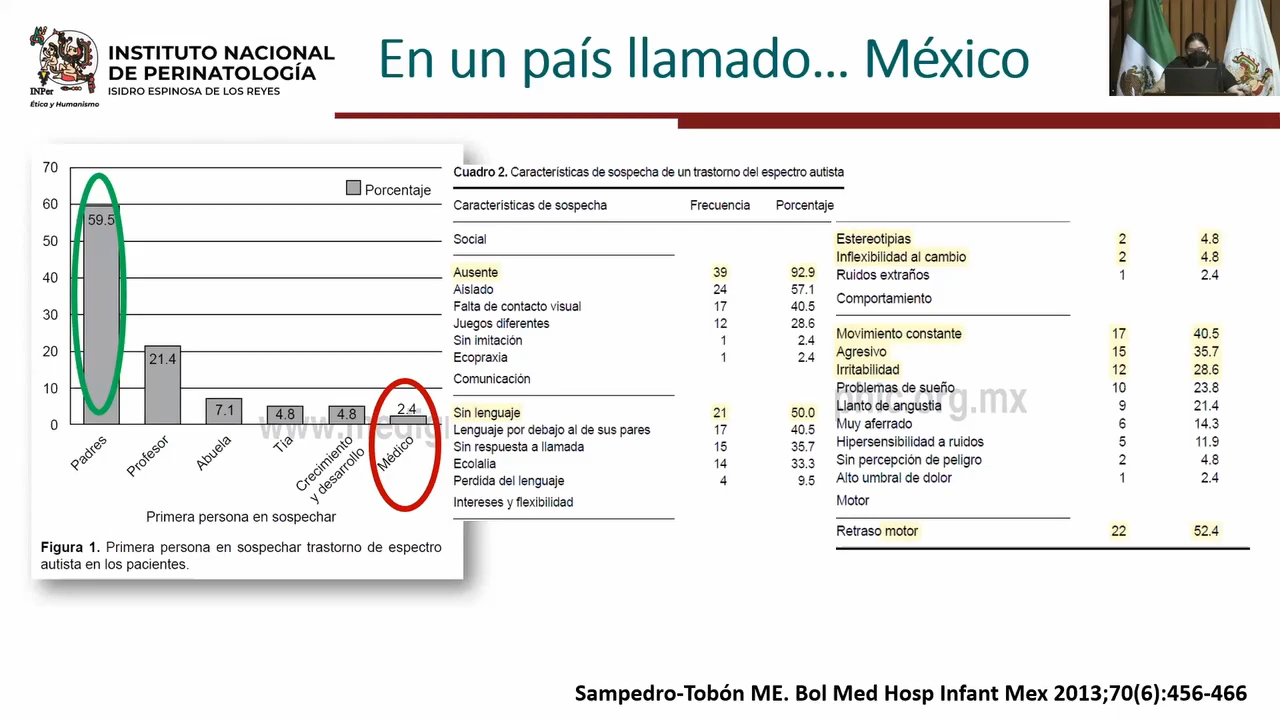 INSTITUTO NACIONAL
DE PERINATOLOGÍA
ISIDRO ESPINOSA DE LOS REYES
INPer
Ética y Humanismo
En un país llamado... México
70
60
50
40
30
20
10
0
Porcentaje
59.5
21.4
7.1
4.8
4.8
2.4
Padres
Profesor
Abuela
Tía
Crecimiento
y desarrollo
Médico
Primera persona en sospechar
Figura 1. Primera persona en sospechar trastorno de espectro
autista en los pacientes.
Cuadro 2. Características de sospecha de un trastorno del espectro autista
Características de sospecha Frecuencia Porcentaje
Social
Ausente 39 92.9
Aislado 24 57.1
Falta de contacto visual 17 40.5
Juegos diferentes 12 28.6
Sin imitación 1 2.4
Ecopraxia 1 2.4
Comunicación
Sin lenguaje 21 50.0
Lenguaje por debajo al de sus pares 17 40.5
Sin respuesta a llamada 15 35.7
Ecolalia 14 33.3
Perdida del lenguaje 4 9.5
Intereses y flexibilidad
Estereotipias 2 4.8
Inflexibilidad al cambio 2 4.8
Ruidos extraños 1 2.4
Comportamiento
Movimiento constante 17 40.5
Agresivo 15 35.7
Irritabilidad 12 28.6
Problemas de sueño 10 23.8
Llanto de angustia 9 21.4
Muy aferrado 6 14.3
Hipersensibilidad a ruidos 5 11.9
Sin percepción de peligro 2 4.8
Alto umbral de dolor 1 2.4
Motor
Retraso motor 22 52.4
Sampedro-Tobón ME. Bol Med Hosp Infant Mex 2013;70(6):456-466